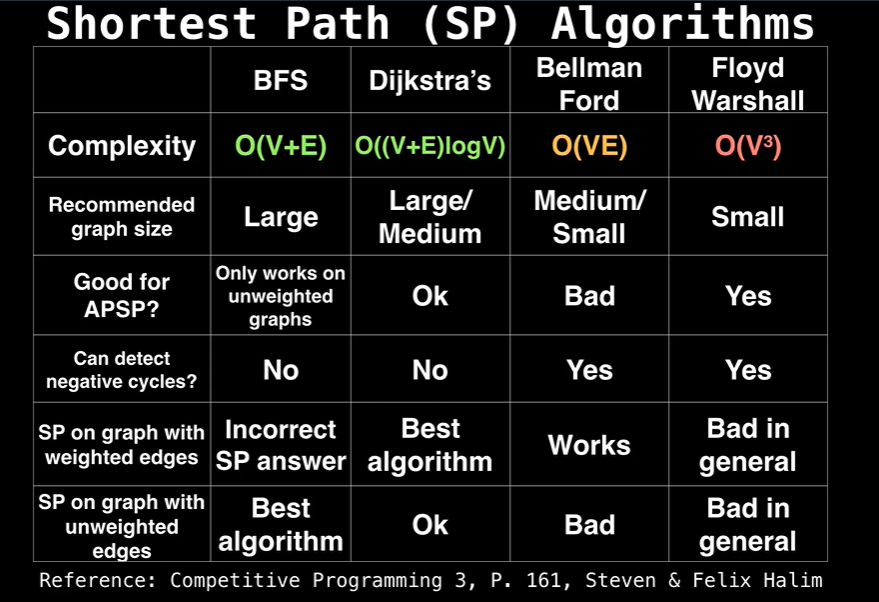 Shortest Path (SP) Algorithms
BFS
Dijkstra's
Bellman
Ford
Floyd
Warshall
Complexity
O(V+E)
O((V+E)logV)
O(VE)
O(V³)
Recommended
graph size
Large
Large/
Medium
Medium/
Small
Small
Good for
APSP?
Only works on
unweighted
graphs
Ok
Bad
Yes
Can detect
negative cycles?
No
No
Yes
Yes
SP on graph with
weighted edges
Incorrect
SP answer
Best
algorithm
Works
Bad in
general
SP on graph with
unweighted
edges
Best
algorithm
Ok
Bad
Bad in
general
Reference: Competitive Programming 3, P. 161, Steven & Felix Halim